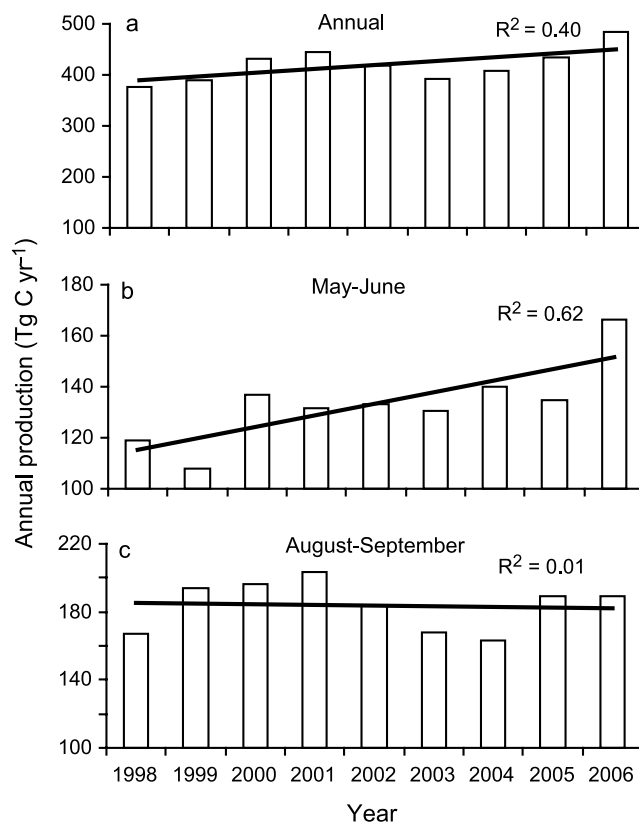 a
Annual
R² = 0.40
500
400
300
200
100
b
May-June
R² = 0.62
180
160
140
120
100
c
August-September
R² = 0.01
220
180
140
100
1998 1999 2000 2001 2002 2003 2004 2005 2006
Year
Annual production (Tg C yr⁻¹)